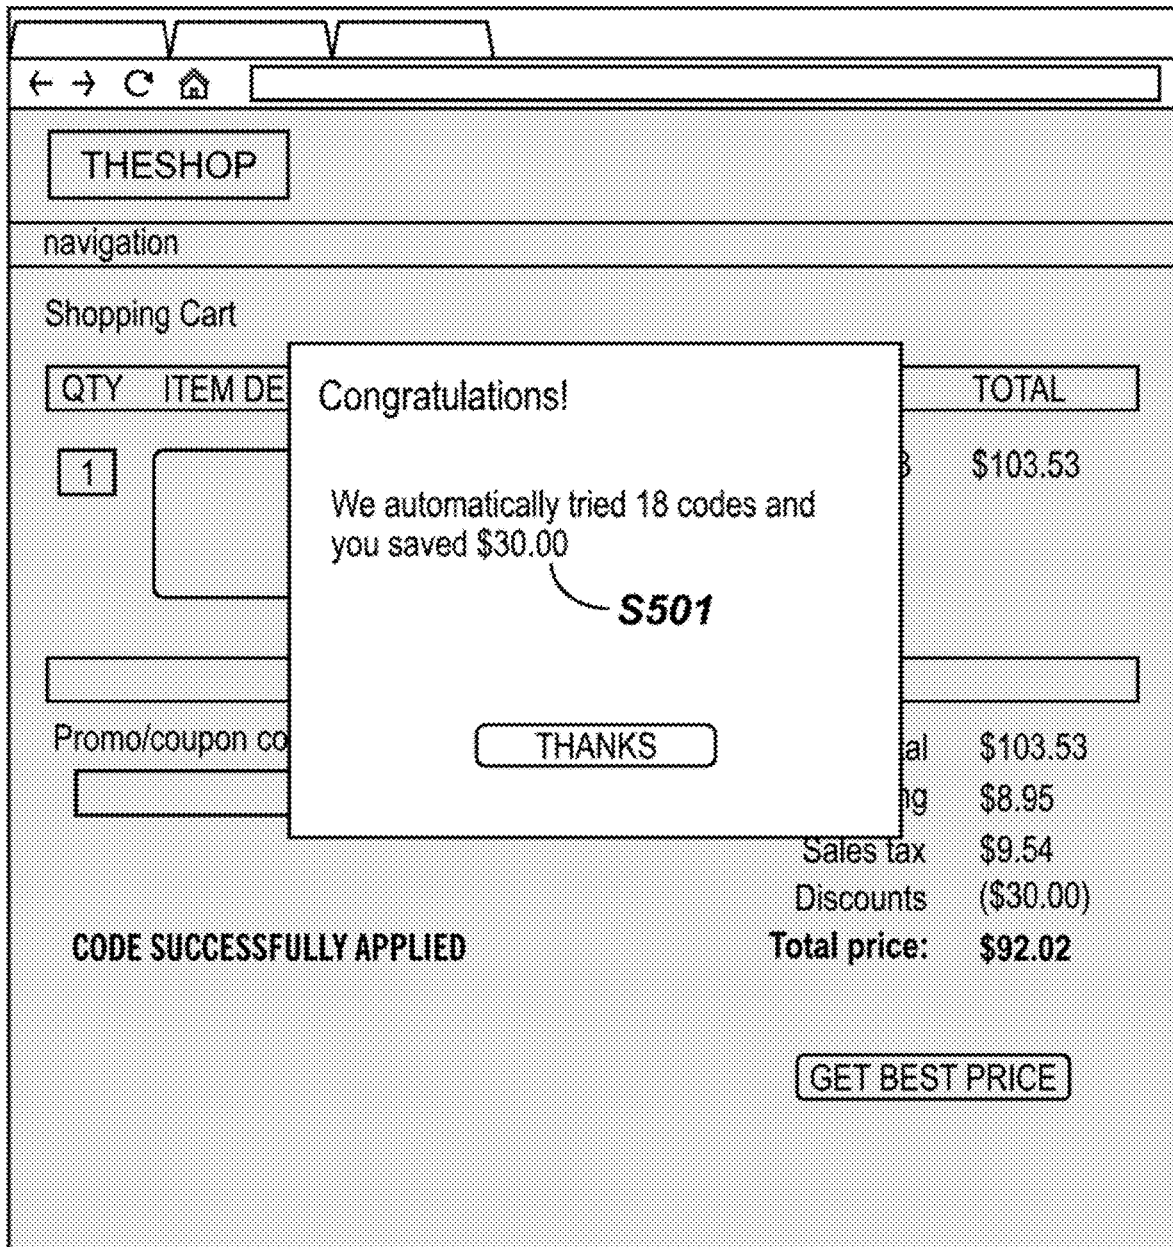 THESHOP
navigation
Shopping Cart
QTY ITEM DE TOTAL
1 $103.53
Congratulations!
We automatically tried 18 codes and
you saved $30.00
S501
THANKS
Promo/coupon co
al $103.53
ng $8.95
Sales tax $9.54
Discounts ($30.00)
CODE SUCCESSFULLY APPLIED Total price: $92.02
GET BEST PRICE